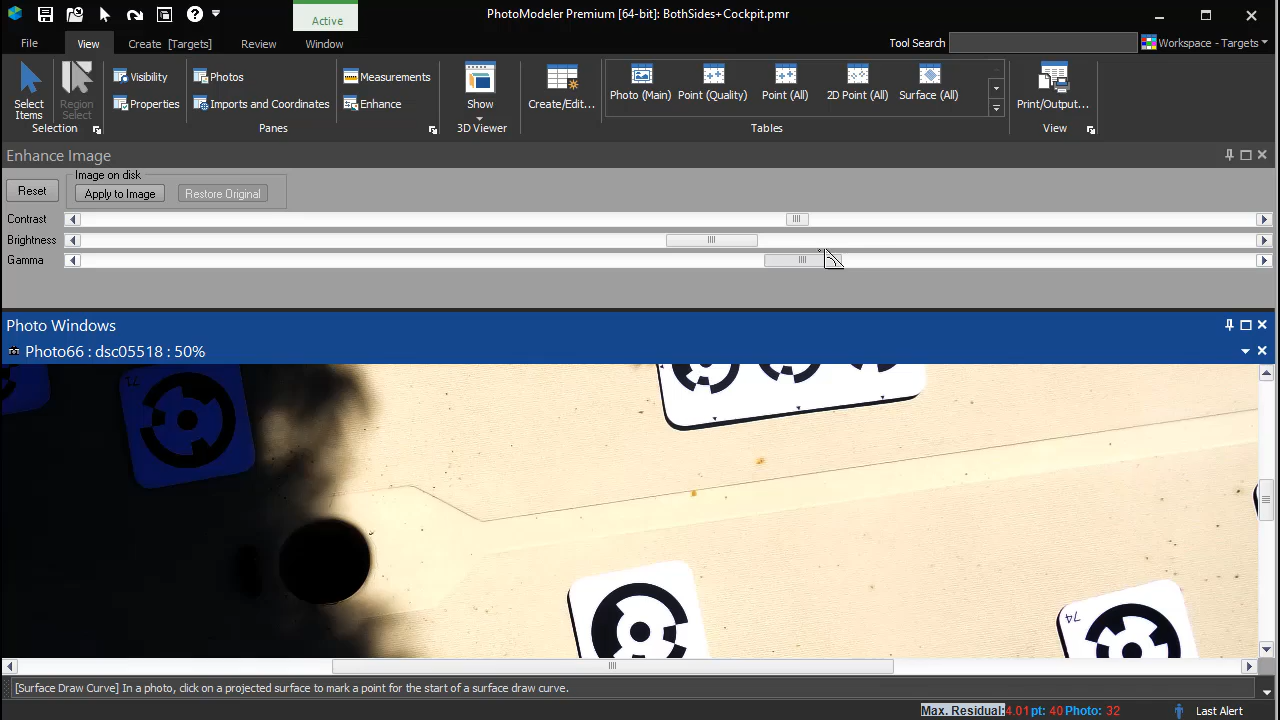 PhotoModeler Premium [64-bit]: BothSides+Cockpit.pmr
Active
File View Create [Targets] Review Window Tool Search Workspace - Targets
Select Items
Region Select
Selection
Visibility
Properties
Photos
Imports and Coordinates
Measurements
Enhance
Panes
Show
3D Viewer
Create/Edit...
Photo (Main)
Point (Quality)
Point (All)
2D Point (All)
Surface (All)
Tables
Print/Output...
View
Enhance Image
Reset
Image on disk
Apply to Image
Restore Original
Contrast
Brightness
Gamma
Photo Windows
Photo66 : dsc05518 : 50%
71
74
[Surface Draw Curve] In a photo, click on a projected surface to mark a point for the start of a surface draw curve.
Max. Residual: 4.01 pt: 40 Photo: 32
Last Alert